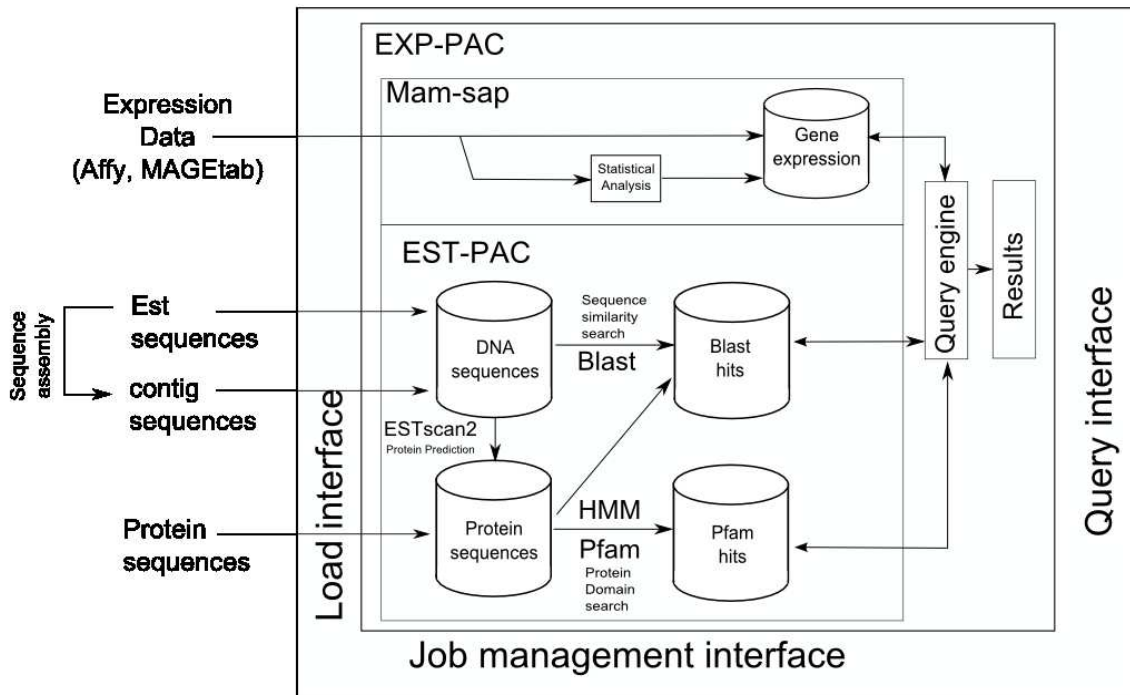 EXP-PAC
Mam-sap
Expression
Data
(Affy, MAGEtab)
Gene
expression
Statistical
Analysis
EST-PAC
Est
sequences
Sequence
assembly
contig
sequences
DNA
sequences
Sequence
similarity
search
Blast
Blast
hits
ESTscan2
Protein Prediction
Protein
sequences
Protein
sequences
HMM
Pfam
Protein
Domain
search
Pfam
hits
Query engine
Results
Load interface
Query interface
Job management interface